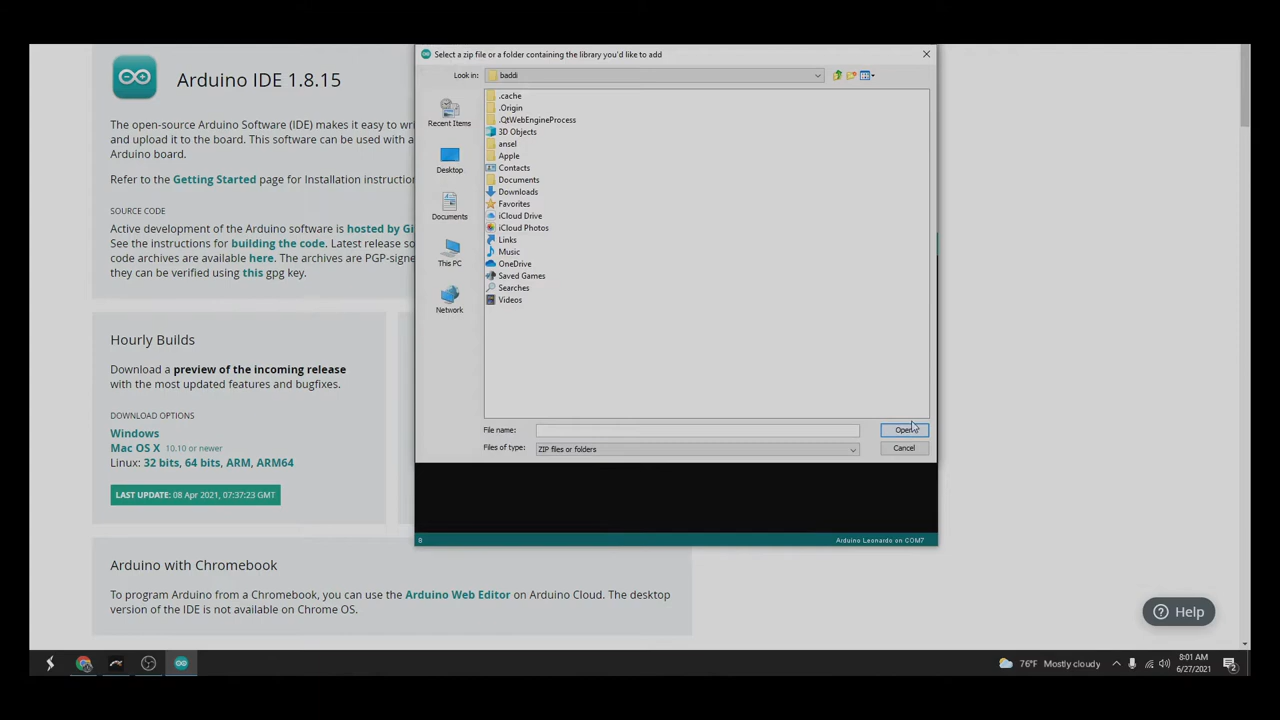 Select a zip file or a folder containing the library you'd like to add
Look in:
baddi
Arduino IDE 1.8.15
The open-source Arduino Software (IDE) makes it easy to wri
and upload it to the board. This software can be used with a
Arduino board.
Refer to the Getting Started page for Installation instruction
SOURCE CODE
Active development of the Arduino software is hosted by Gi
See the instructions for building the code. Latest release so
code archives are available here. The archives are PGP-signe
they can be verified using this gpg key.
Recent Items
Desktop
Documents
This PC
Network
.cache
.Origin
.QtWebEngineProcess
3D Objects
ansel
Apple
Contacts
Documents
Downloads
Favorites
iCloud Drive
iCloud Photos
Links
Music
OneDrive
Saved Games
Searches
Videos
File name:
Open
Files of type:
ZIP files or folders
Cancel
Hourly Builds
Download a preview of the incoming release
with the most updated features and bugfixes.
DOWNLOAD OPTIONS
Windows
Mac OS X 10.10 or newer
Linux: 32 bits, 64 bits, ARM, ARM64
LAST UPDATE: 08 Apr 2021, 07:37:23 GMT
8
Arduino Leonardo on COM7
Arduino with Chromebook
To program Arduino from a Chromebook, you can use the Arduino Web Editor on Arduino Cloud. The desktop
version of the IDE is not available on Chrome OS.
Help
76°F Mostly cloudy
8:01 AM
6/27/2021
2